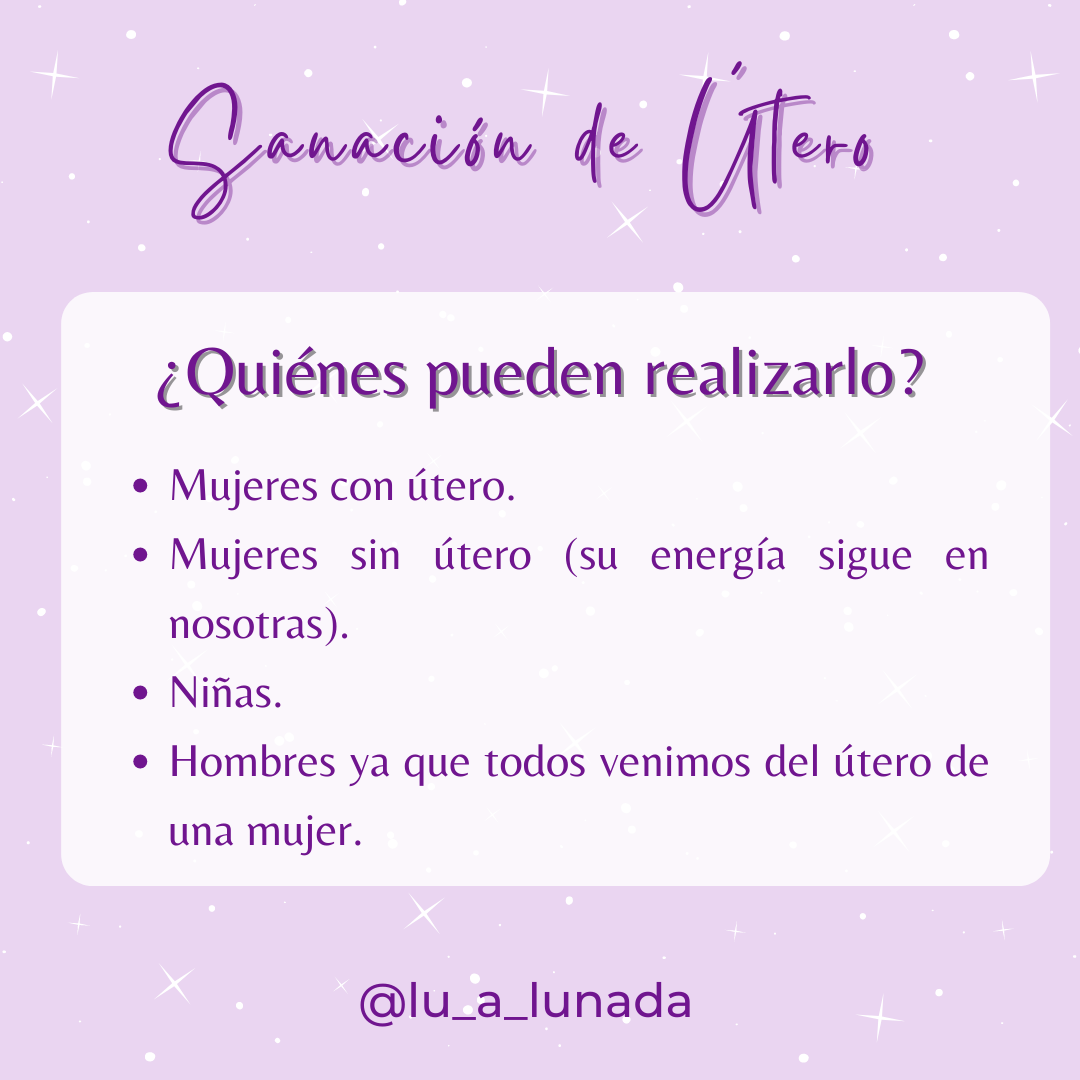 Sanación de Útero
¿Quiénes pueden realizarlo?
• Mujeres con útero.
• Mujeres sin útero (su energía sigue en
nosotras).
• Niñas.
• Hombres ya que todos venimos del útero de
una mujer.
@lu_a_lunada